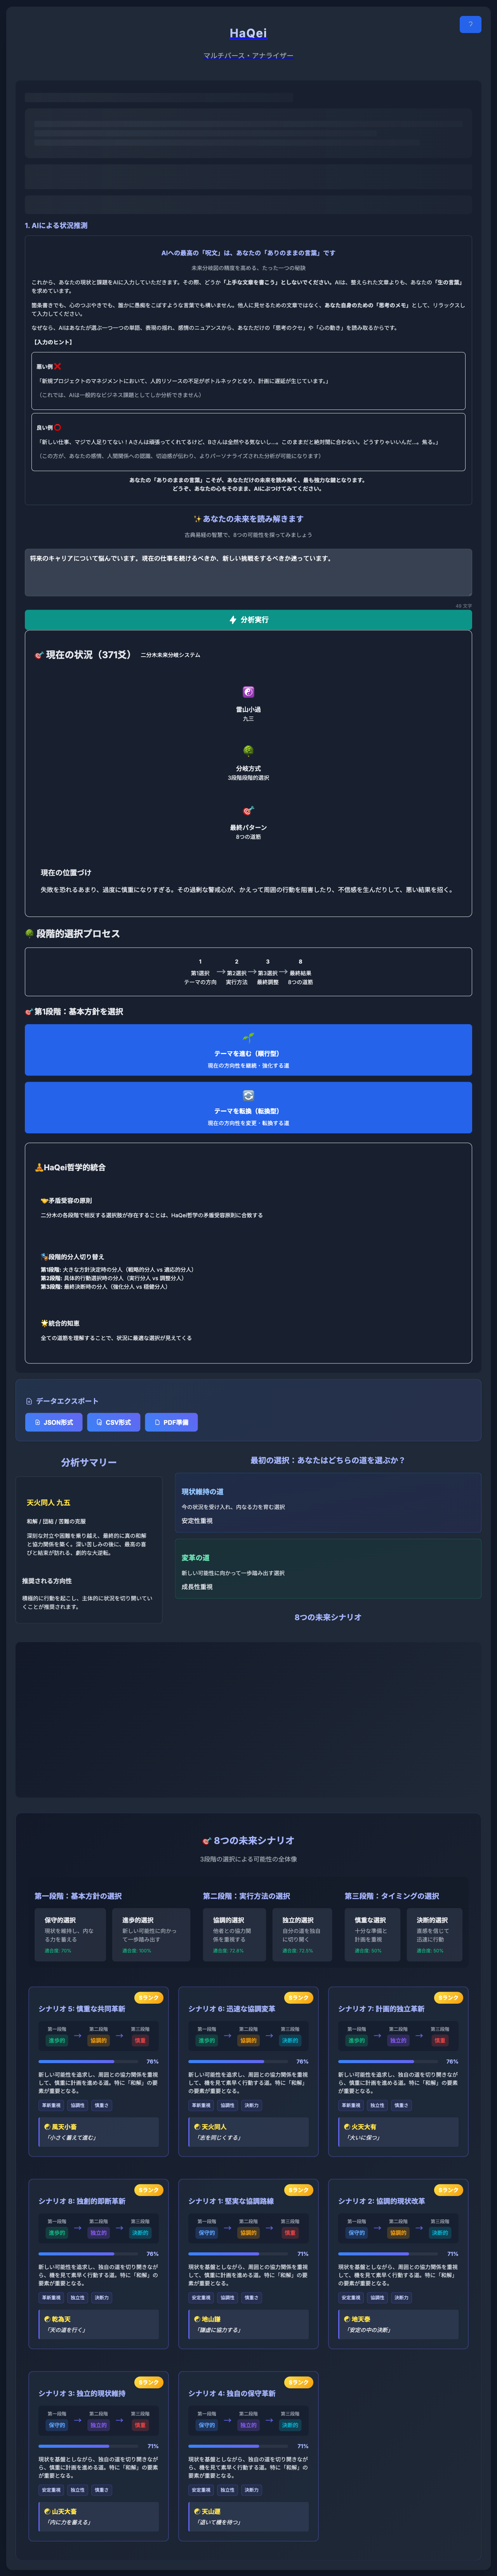 HaQei
?
マルチバース・アナライザー
1. AIによる状況推測
AIへの最高の「呪文」は、あなたの「ありのままの言葉」です
未来分岐図の精度を高める、たった一つの秘訣
これから、あなたの現状と課題をAIに入力していただきます。その際、どうか「上手な文章を書こう」としないでください。AIは、整えられた文章よりも、あなたの「生の言葉」
を求めています。
箇条書きでも、心のつぶやきでも、誰かに愚痴をこぼすような言葉でも構いません。他人に見せるための文章ではなく、あなた自身のための「思考のメモ」として、リラックスし
て入力してください。
なぜなら、AIはあなたが選ぶ一つ一つの単語、表現の揺れ、感情のニュアンスから、あなただけの「思考のクセ」や「心の動き」を読み取るからです。
【入力のヒント】
悪い例 ❌
「新規プロジェクトのマネジメントにおいて、人的リソースの不足がボトルネックとなり、計画に遅延が生じています。」
（これでは、AIは一般的なビジネス課題としてしか分析できません）
良い例 ⭕
「新しい仕事、マジで人足りてない！Aさんは頑張ってくれてるけど、Bさんは全然やる気ないし…。このままだと絶対間に合わない。どうすりゃいいんだ…。焦る。」
（この方が、あなたの感情、人間関係への認識、切迫感が伝わり、よりパーソナライズされた分析が可能になります）
あなたの「ありのままの言葉」こそが、あなただけの未来を読み解く、最も強力な鍵となります。
どうぞ、あなたの心をそのまま、AIにぶつけてみてください。
✨ あなたの未来を読み解きます
古典易経の智慧で、8つの可能性を探ってみましょう
将来のキャリアについて悩んでいます。現在の仕事を続けるべきか、新しい挑戦をするべきか迷っています。
49 文字
分析実行
🎯 現在の状況（371爻） 二分木未来分岐システム
☯️
雷山小過
九三
🌳
分岐方式
3段階段階的選択
🎯
最終パターン
8つの道筋
現在の位置づけ
失敗を恐れるあまり、過度に慎重になりすぎる。その過剰な警戒心が、かえって周囲の行動を阻害したり、不信感を生んだりして、悪い結果を招く。
🌳 段階的選択プロセス
1 2 3 8
第1選択 → 第2選択 → 第3選択 → 最終結果
テーマの方向 実行方法 最終調整 8つの道筋
🎯 第1段階：基本方針を選択
🌱
テーマを進む（順行型）
現在の方向性を継続・強化する道
🔄
テーマを転換（転換型）
現在の方向性を変更・転換する道
🧘 HaQei哲学的統合
🤝 矛盾受容の原則
二分木の各段階で相反する選択肢が存在することは、HaQei哲学の矛盾受容原則に合致する
🎭 段階的分人切り替え
第1段階: 大きな方針決定時の分人（戦略的分人 vs 適応的分人）
第2段階: 具体的行動選択時の分人（実行分人 vs 調整分人）
第3段階: 最終決断時の分人（強化分人 vs 穏健分人）
🌟 統合的知恵
全ての道筋を理解することで、状況に最適な選択が見えてくる
データエクスポート
JSON形式 CSV形式 PDF準備
分析サマリー
天火同人 九五
和解 / 団結 / 苦難の克服
深刻な対立や困難を乗り越え、最終的に真の和解
と協力関係を築く。深い苦しみの後に、最高の喜
びと結束が訪れる、劇的な大逆転。
推奨される方向性
積極的に行動を起こし、主体的に状況を切り開いてい
くことが推奨されます。
最初の選択：あなたはどちらの道を選ぶか？
現状維持の道
今の状況を受け入れ、内なる力を育む選択
安定性重視
変革の道
新しい可能性に向かって一歩踏み出す選択
成長性重視
8つの未来シナリオ
🎯 8つの未来シナリオ
3段階の選択による可能性の全体像
第一段階：基本方針の選択
保守的選択
現状を維持し、内な
る力を蓄える
適合度: 70%
進歩的選択
新しい可能性に向かっ
て一歩踏み出す
適合度: 100%
第二段階：実行方法の選択
協調的選択
他者との協力関
係を重視する
適合度: 72.8%
独立的選択
自分の道を独自
に切り開く
適合度: 72.5%
第三段階：タイミングの選択
慎重な選択
十分な準備と
計画を重視
適合度: 50%
決断的選択
直感を信じて
迅速に行動
適合度: 50%
Sランク
シナリオ 5: 慎重な共同革新
第一段階 第二段階 第三段階
進歩的 → 協調的 → 慎重
76%
新しい可能性を追求し、周囲との協力関係を重視
して、慎重に計画を進める道。特に「和解」の要
素が重要となる。
革新重視 協調性 慎重さ
☯ 風天小畜
「小さく蓄えて進む」
Sランク
シナリオ 6: 迅速な協調変革
第一段階 第二段階 第三段階
進歩的 → 協調的 → 決断的
76%
新しい可能性を追求し、周囲との協力関係を重視
して、機を見て素早く行動する道。特に「和解」
の要素が重要となる。
革新重視 協調性 決断力
☯ 天火同人
「志を同じくする」
Sランク
シナリオ 7: 計画的独立革新
第一段階 第二段階 第三段階
進歩的 → 独立的 → 慎重
76%
新しい可能性を追求し、独自の道を切り開きなが
ら、慎重に計画を進める道。特に「和解」の要素
が重要となる。
革新重視 独立性 慎重さ
☯ 火天大有
「大いに保つ」
Sランク
シナリオ 8: 独創的即断革新
第一段階 第二段階 第三段階
進歩的 → 独立的 → 決断的
76%
新しい可能性を追求し、独自の道を切り開きなが
ら、機を見て素早く行動する道。特に「和解」の
要素が重要となる。
革新重視 独立性 決断力
☯ 乾為天
「天の道を行く」
Sランク
シナリオ 1: 堅実な協調路線
第一段階 第二段階 第三段階
保守的 → 協調的 → 慎重
71%
現状を基盤としながら、周囲との協力関係を重視
して、慎重に計画を進める道。特に「和解」の要
素が重要となる。
安定重視 協調性 慎重さ
☯ 地山謙
「謙虚に協力する」
Sランク
シナリオ 2: 協調的現状改革
第一段階 第二段階 第三段階
保守的 → 協調的 → 決断的
71%
現状を基盤としながら、周囲との協力関係を重視
して、機を見て素早く行動する道。特に「和解」
の要素が重要となる。
安定重視 協調性 決断力
☯ 地天泰
「安定の中の決断」
Sランク
シナリオ 3: 独立的現状維持
第一段階 第二段階 第三段階
保守的 → 独立的 → 慎重
71%
現状を基盤としながら、独自の道を切り開きなが
ら、慎重に計画を進める道。特に「和解」の要素
が重要となる。
安定重視 独立性 慎重さ
☯ 山天大畜
「内に力を蓄える」
Sランク
シナリオ 4: 独自の保守革新
第一段階 第二段階 第三段階
保守的 → 独立的 → 決断的
71%
現状を基盤としながら、独自の道を切り開きなが
ら、機を見て素早く行動する道。特に「和解」の
要素が重要となる。
安定重視 独立性 決断力
☯ 天山遯
「退いて機を待つ」